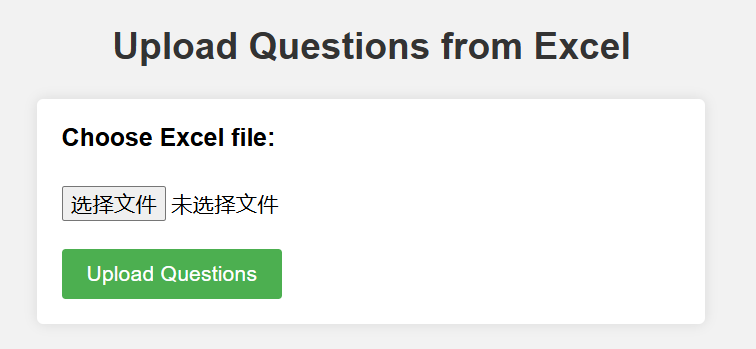 Upload Questions from Excel
Choose Excel file:
选择文件 未选择文件
Upload Questions